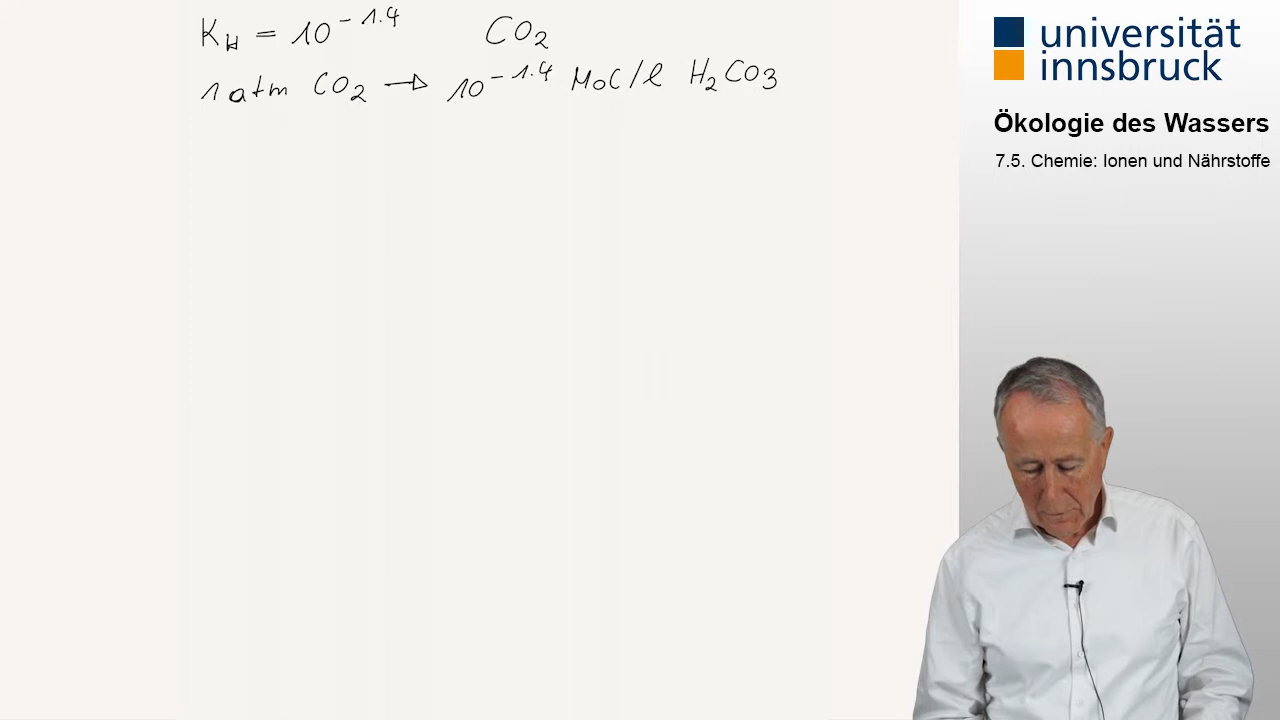 K_H = 10^-1.4 CO₂
1 atm CO₂ → 10^-1.4 Mol/l H₂CO₃
universität
innsbruck
Ökologie des Wassers
7.5. Chemie: Ionen und Nährstoffe